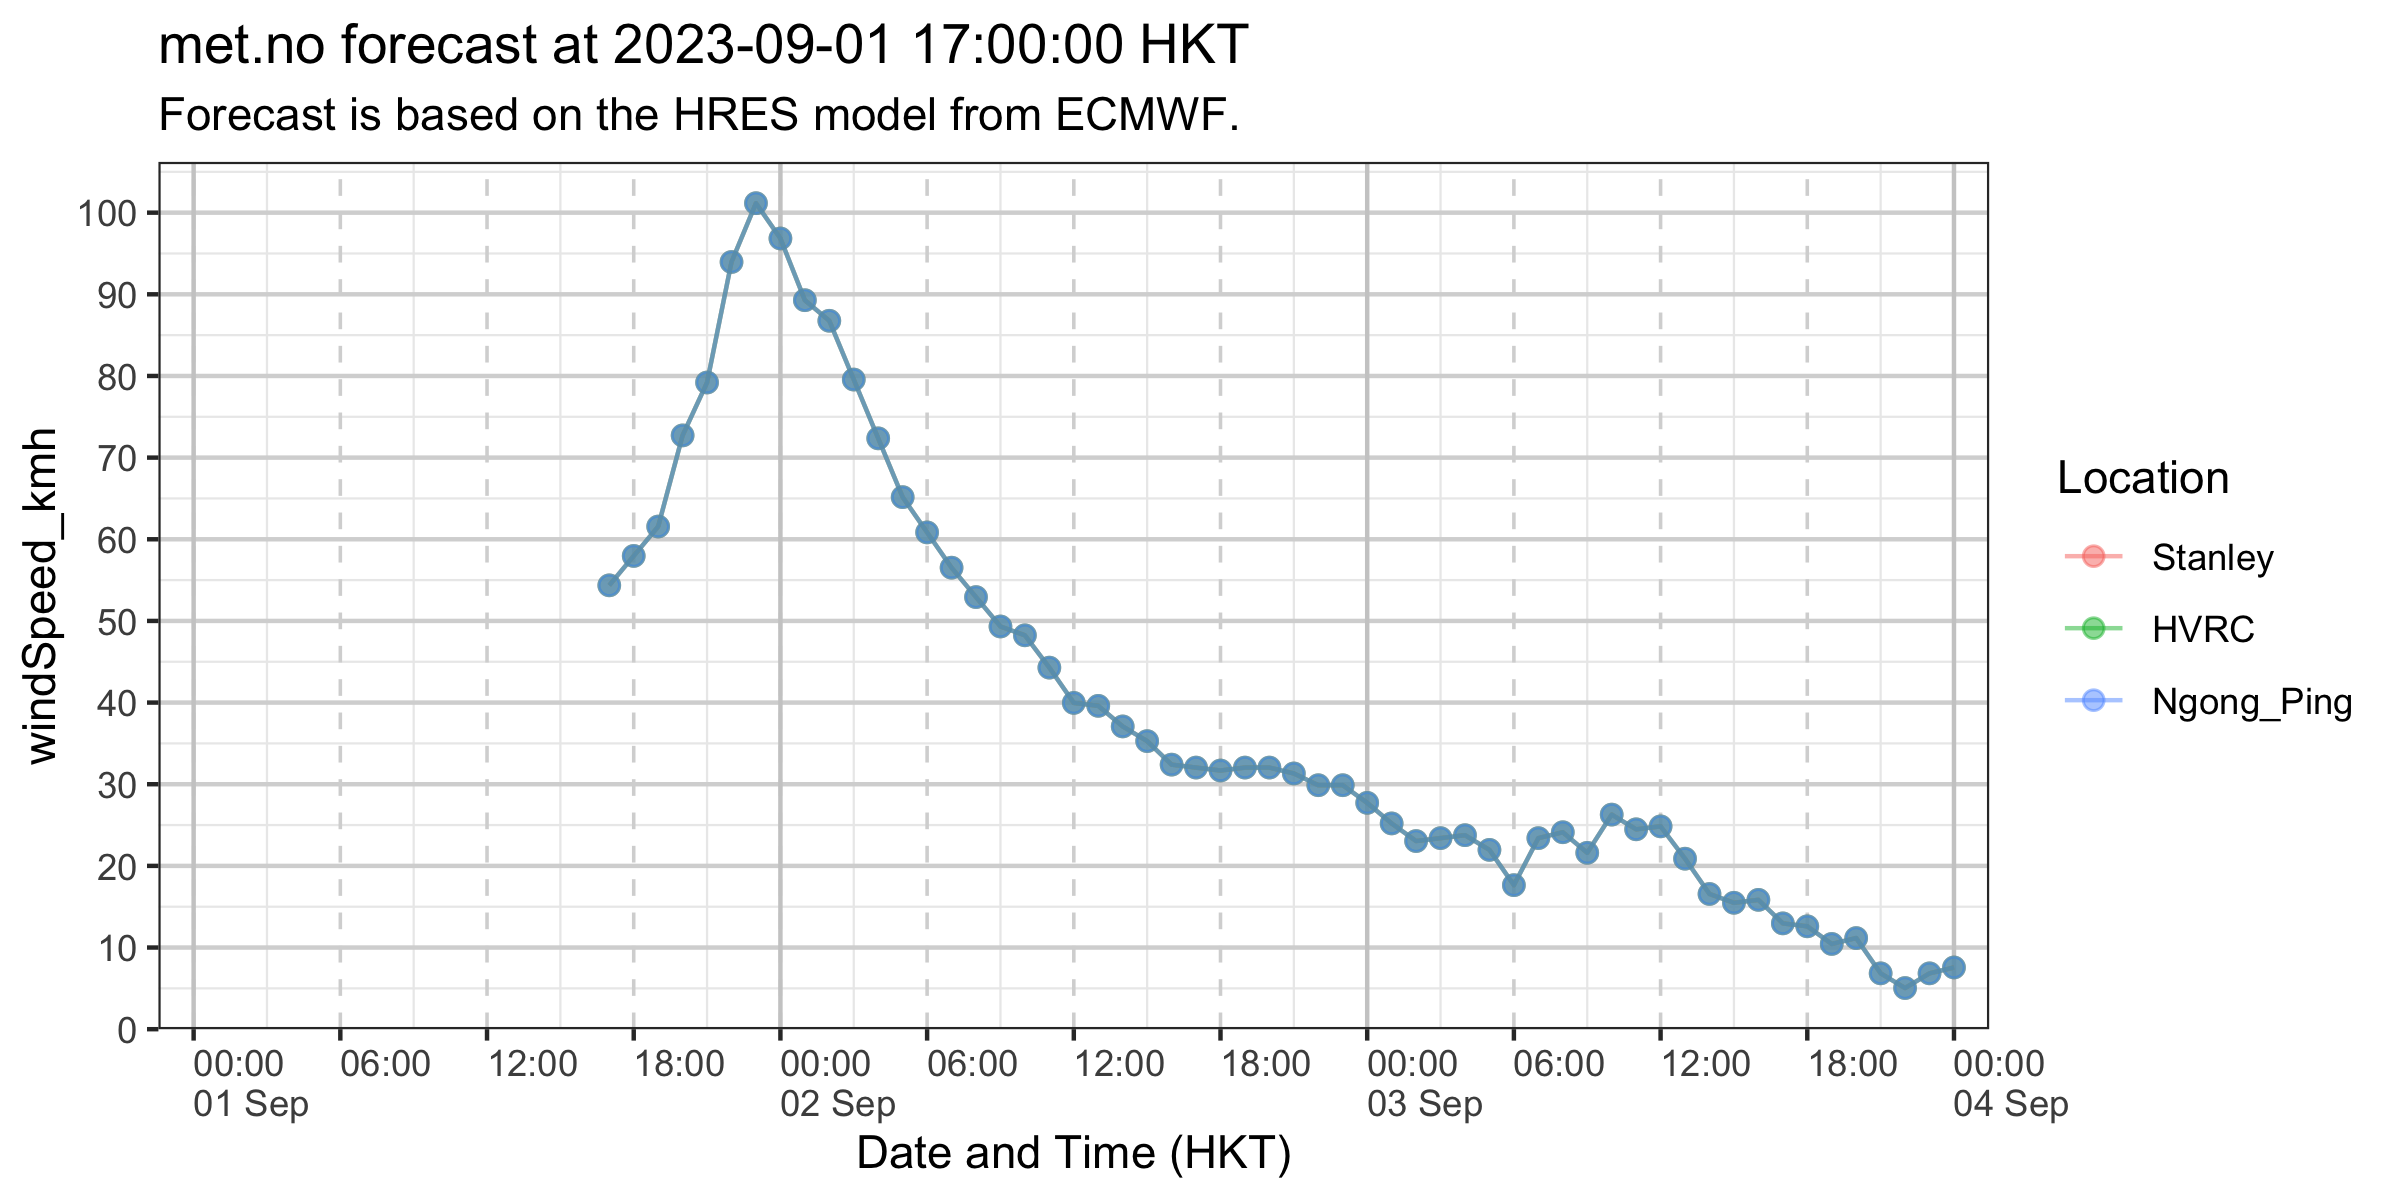 met.no forecast at 2023-09-01 17:00:00 HKT
Forecast is based on the HRES model from ECMWF.
windSpeed_kmh
100
90
80
70
60
50
40
30
20
10
0
00:00 06:00 12:00 18:00 00:00 06:00 12:00 18:00 00:00 06:00 12:00 18:00 00:00
01 Sep 02 Sep 03 Sep 04 Sep
Date and Time (HKT)
Location
Stanley
HVRC
Ngong_Ping